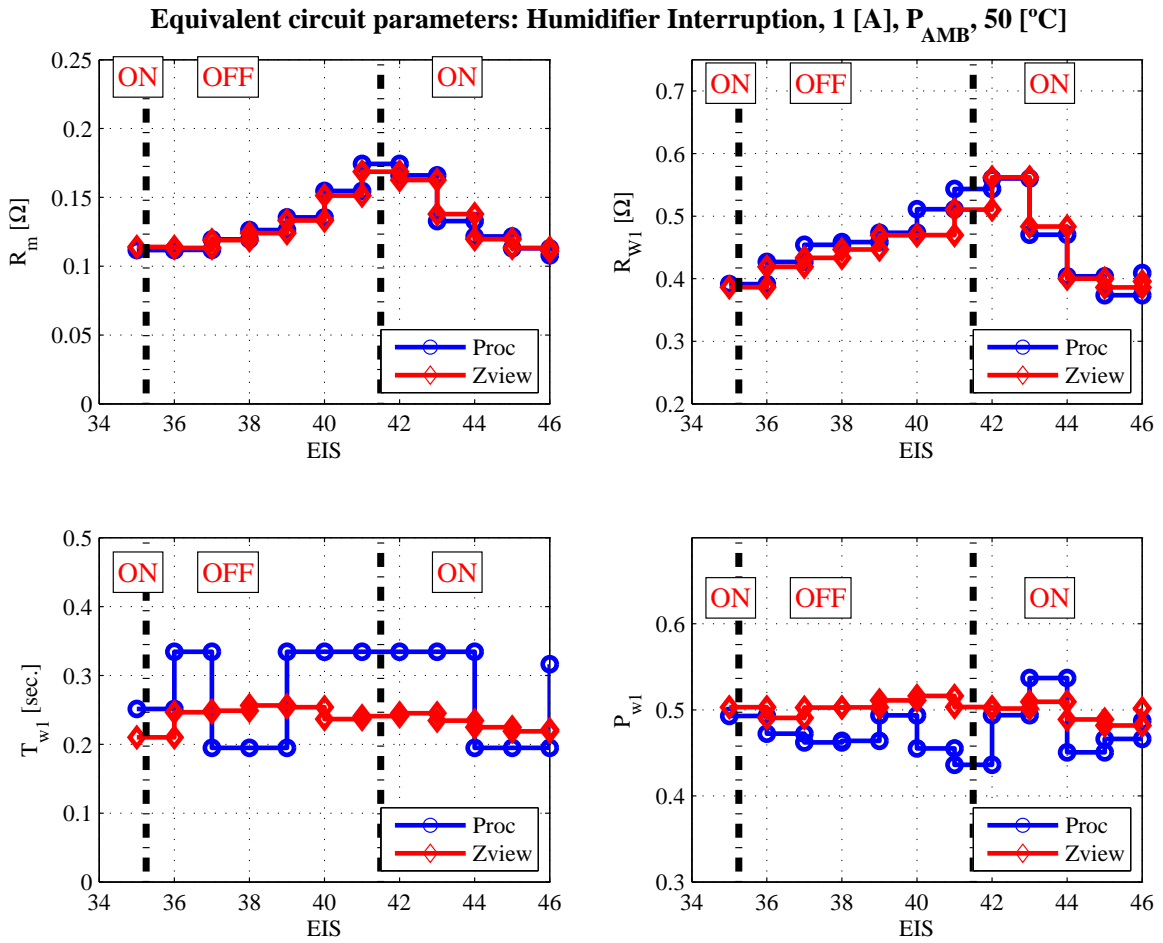 Equivalent circuit parameters: Humidifier Interruption, 1 [A], P_AMB, 50 [ºC]
ON OFF ON
0.25
0.2
0.15
0.1
0.05
0
R_m [Ω]
34 36 38 40 42 44 46
EIS
Proc
Zview
ON OFF ON
0.7
0.6
0.5
0.4
0.3
0.2
R_W1 [Ω]
34 36 38 40 42 44 46
EIS
Proc
Zview
ON OFF ON
0.5
0.4
0.3
0.2
0.1
0
T_w1 [sec.]
34 36 38 40 42 44 46
EIS
Proc
Zview
ON OFF ON
0.6
0.5
0.4
0.3
P_w1
34 36 38 40 42 44 46
EIS
Proc
Zview